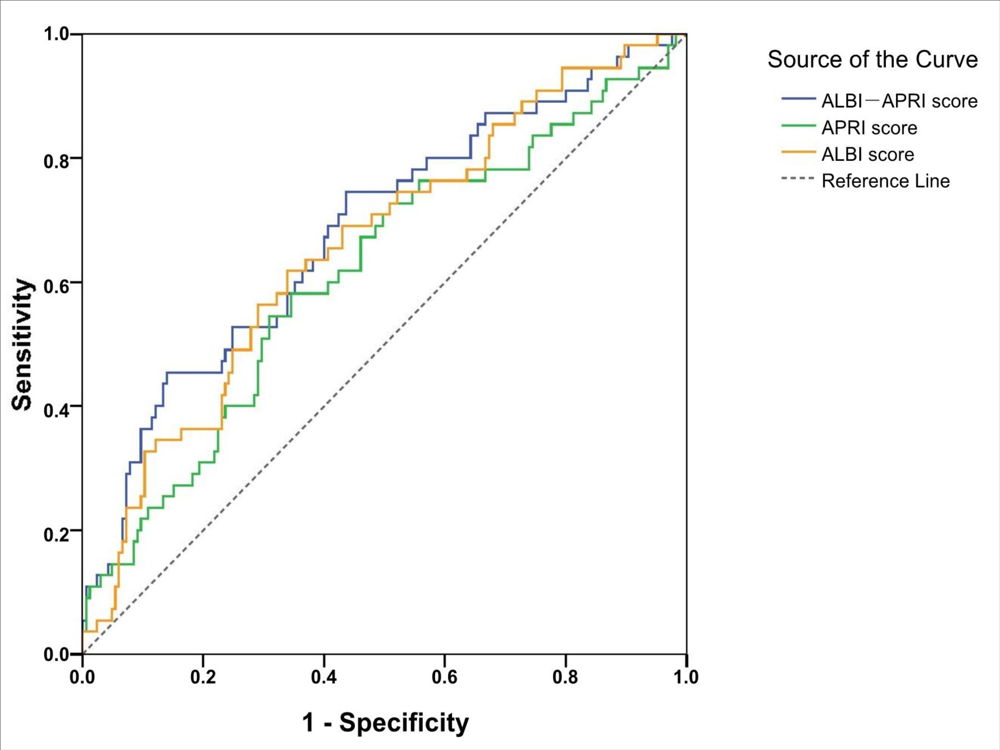 Source of the Curve
ALBI—APRI score
APRI score
ALBI score
Reference Line
Sensitivity
1.0
0.8
0.6
0.4
0.2
0.0
0.0 0.2 0.4 0.6 0.8 1.0
1 - Specificity